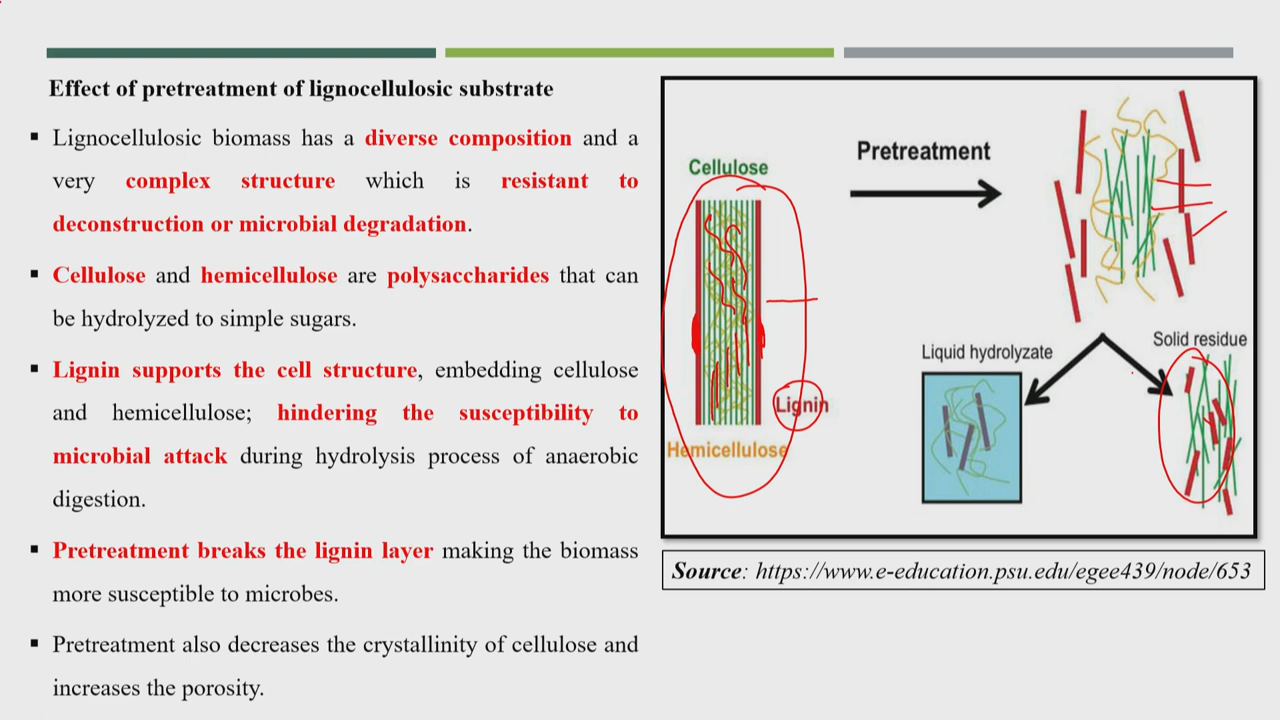 Effect of pretreatment of lignocellulosic substrate
▪ Lignocellulosic biomass has a diverse composition and a
very complex structure which is resistant to
deconstruction or microbial degradation.
▪ Cellulose and hemicellulose are polysaccharides that can
be hydrolyzed to simple sugars.
▪ Lignin supports the cell structure, embedding cellulose
and hemicellulose; hindering the susceptibility to
microbial attack during hydrolysis process of anaerobic
digestion.
▪ Pretreatment breaks the lignin layer making the biomass
more susceptible to microbes.
▪ Pretreatment also decreases the crystallinity of cellulose and
increases the porosity.
Cellulose
Pretreatment
Lignin
Hemicellulose
Liquid hydrolyzate
Solid residue
Source: https://www.e-education.psu.edu/egee439/node/653